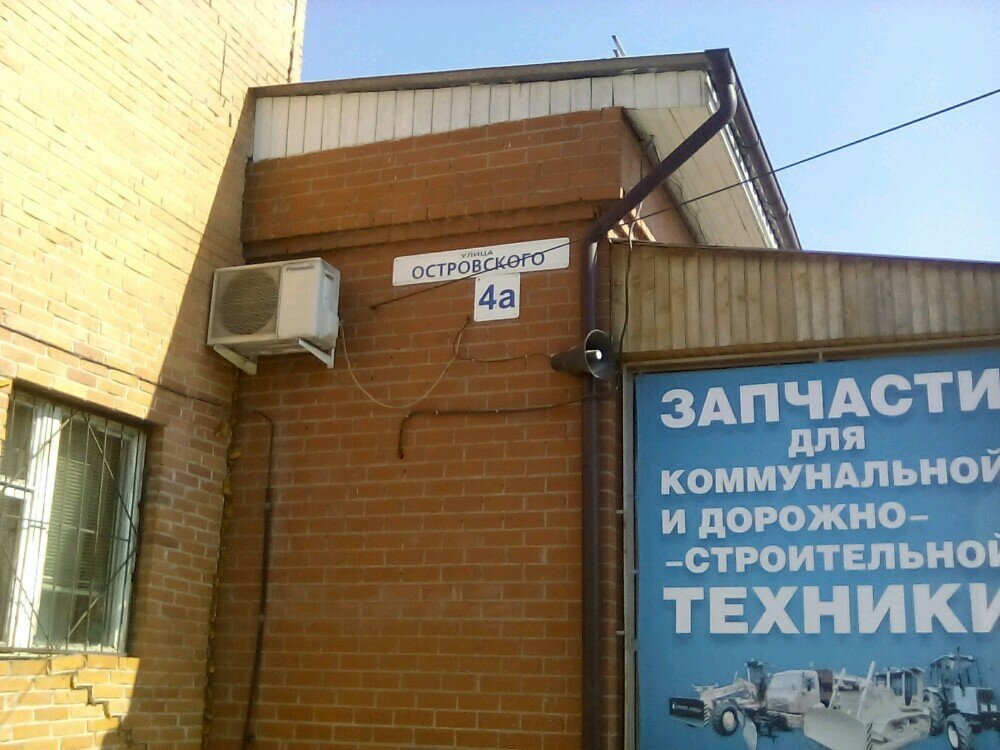 УЛИЦА
ОСТРОВСКОГО
4а
ЗАПЧАСТИ
ДЛЯ
КОММУНАЛЬНОЙ
И ДОРОЖНО-
-СТРОИТЕЛЬНОЙ
ТЕХНИКИ